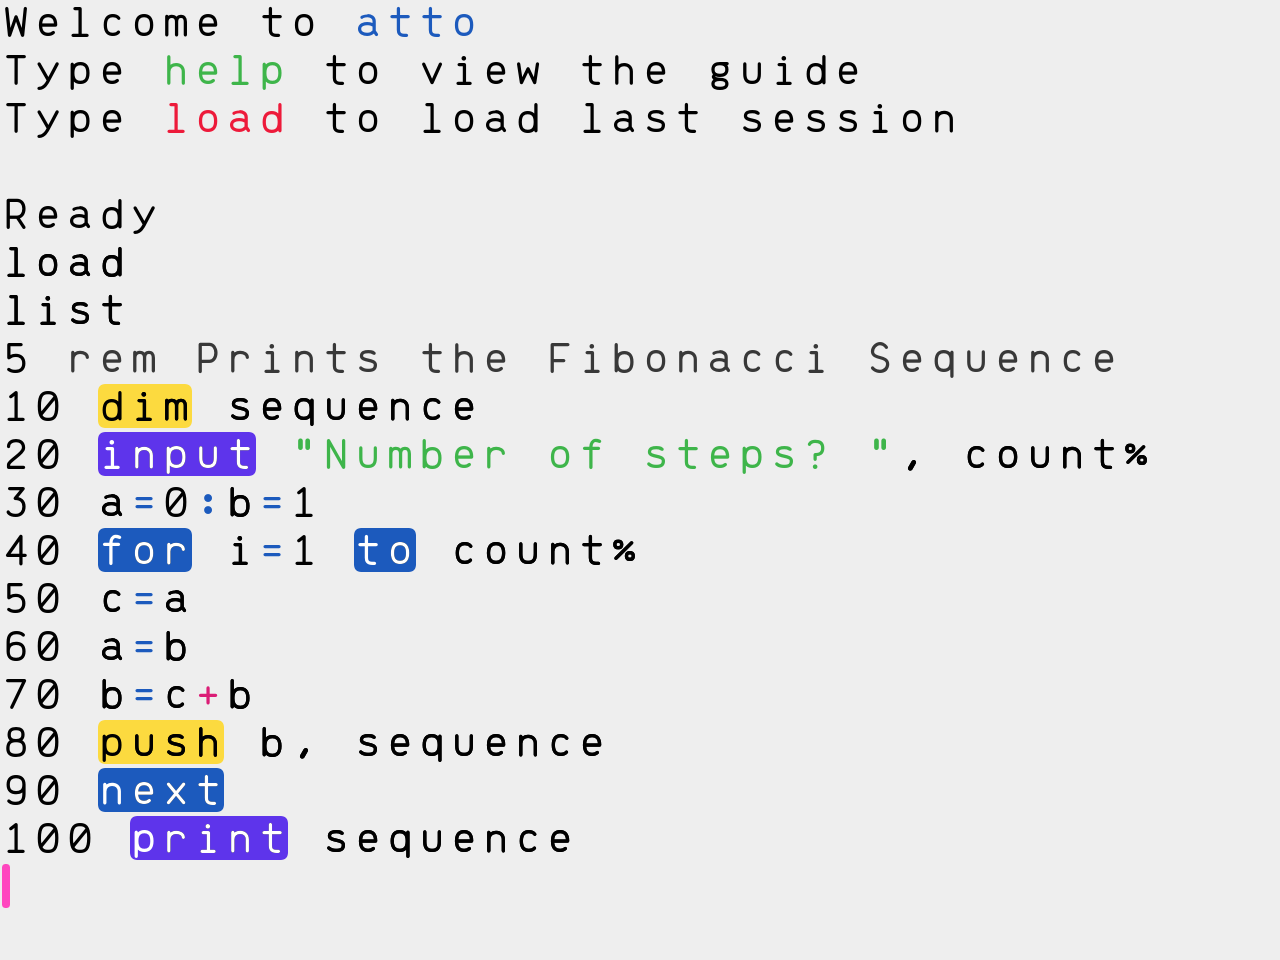 Welcome to atto
Type help to view the guide
Type load to load last session
Ready
load
list
5 rem Prints the Fibonacci Sequence
10 dim sequence
20 input "Number of steps? ", count%
30 a=0:b=1
40 for i=1 to count%
50 c=a
60 a=b
70 b=c+b
80 push b, sequence
90 next
100 print sequence